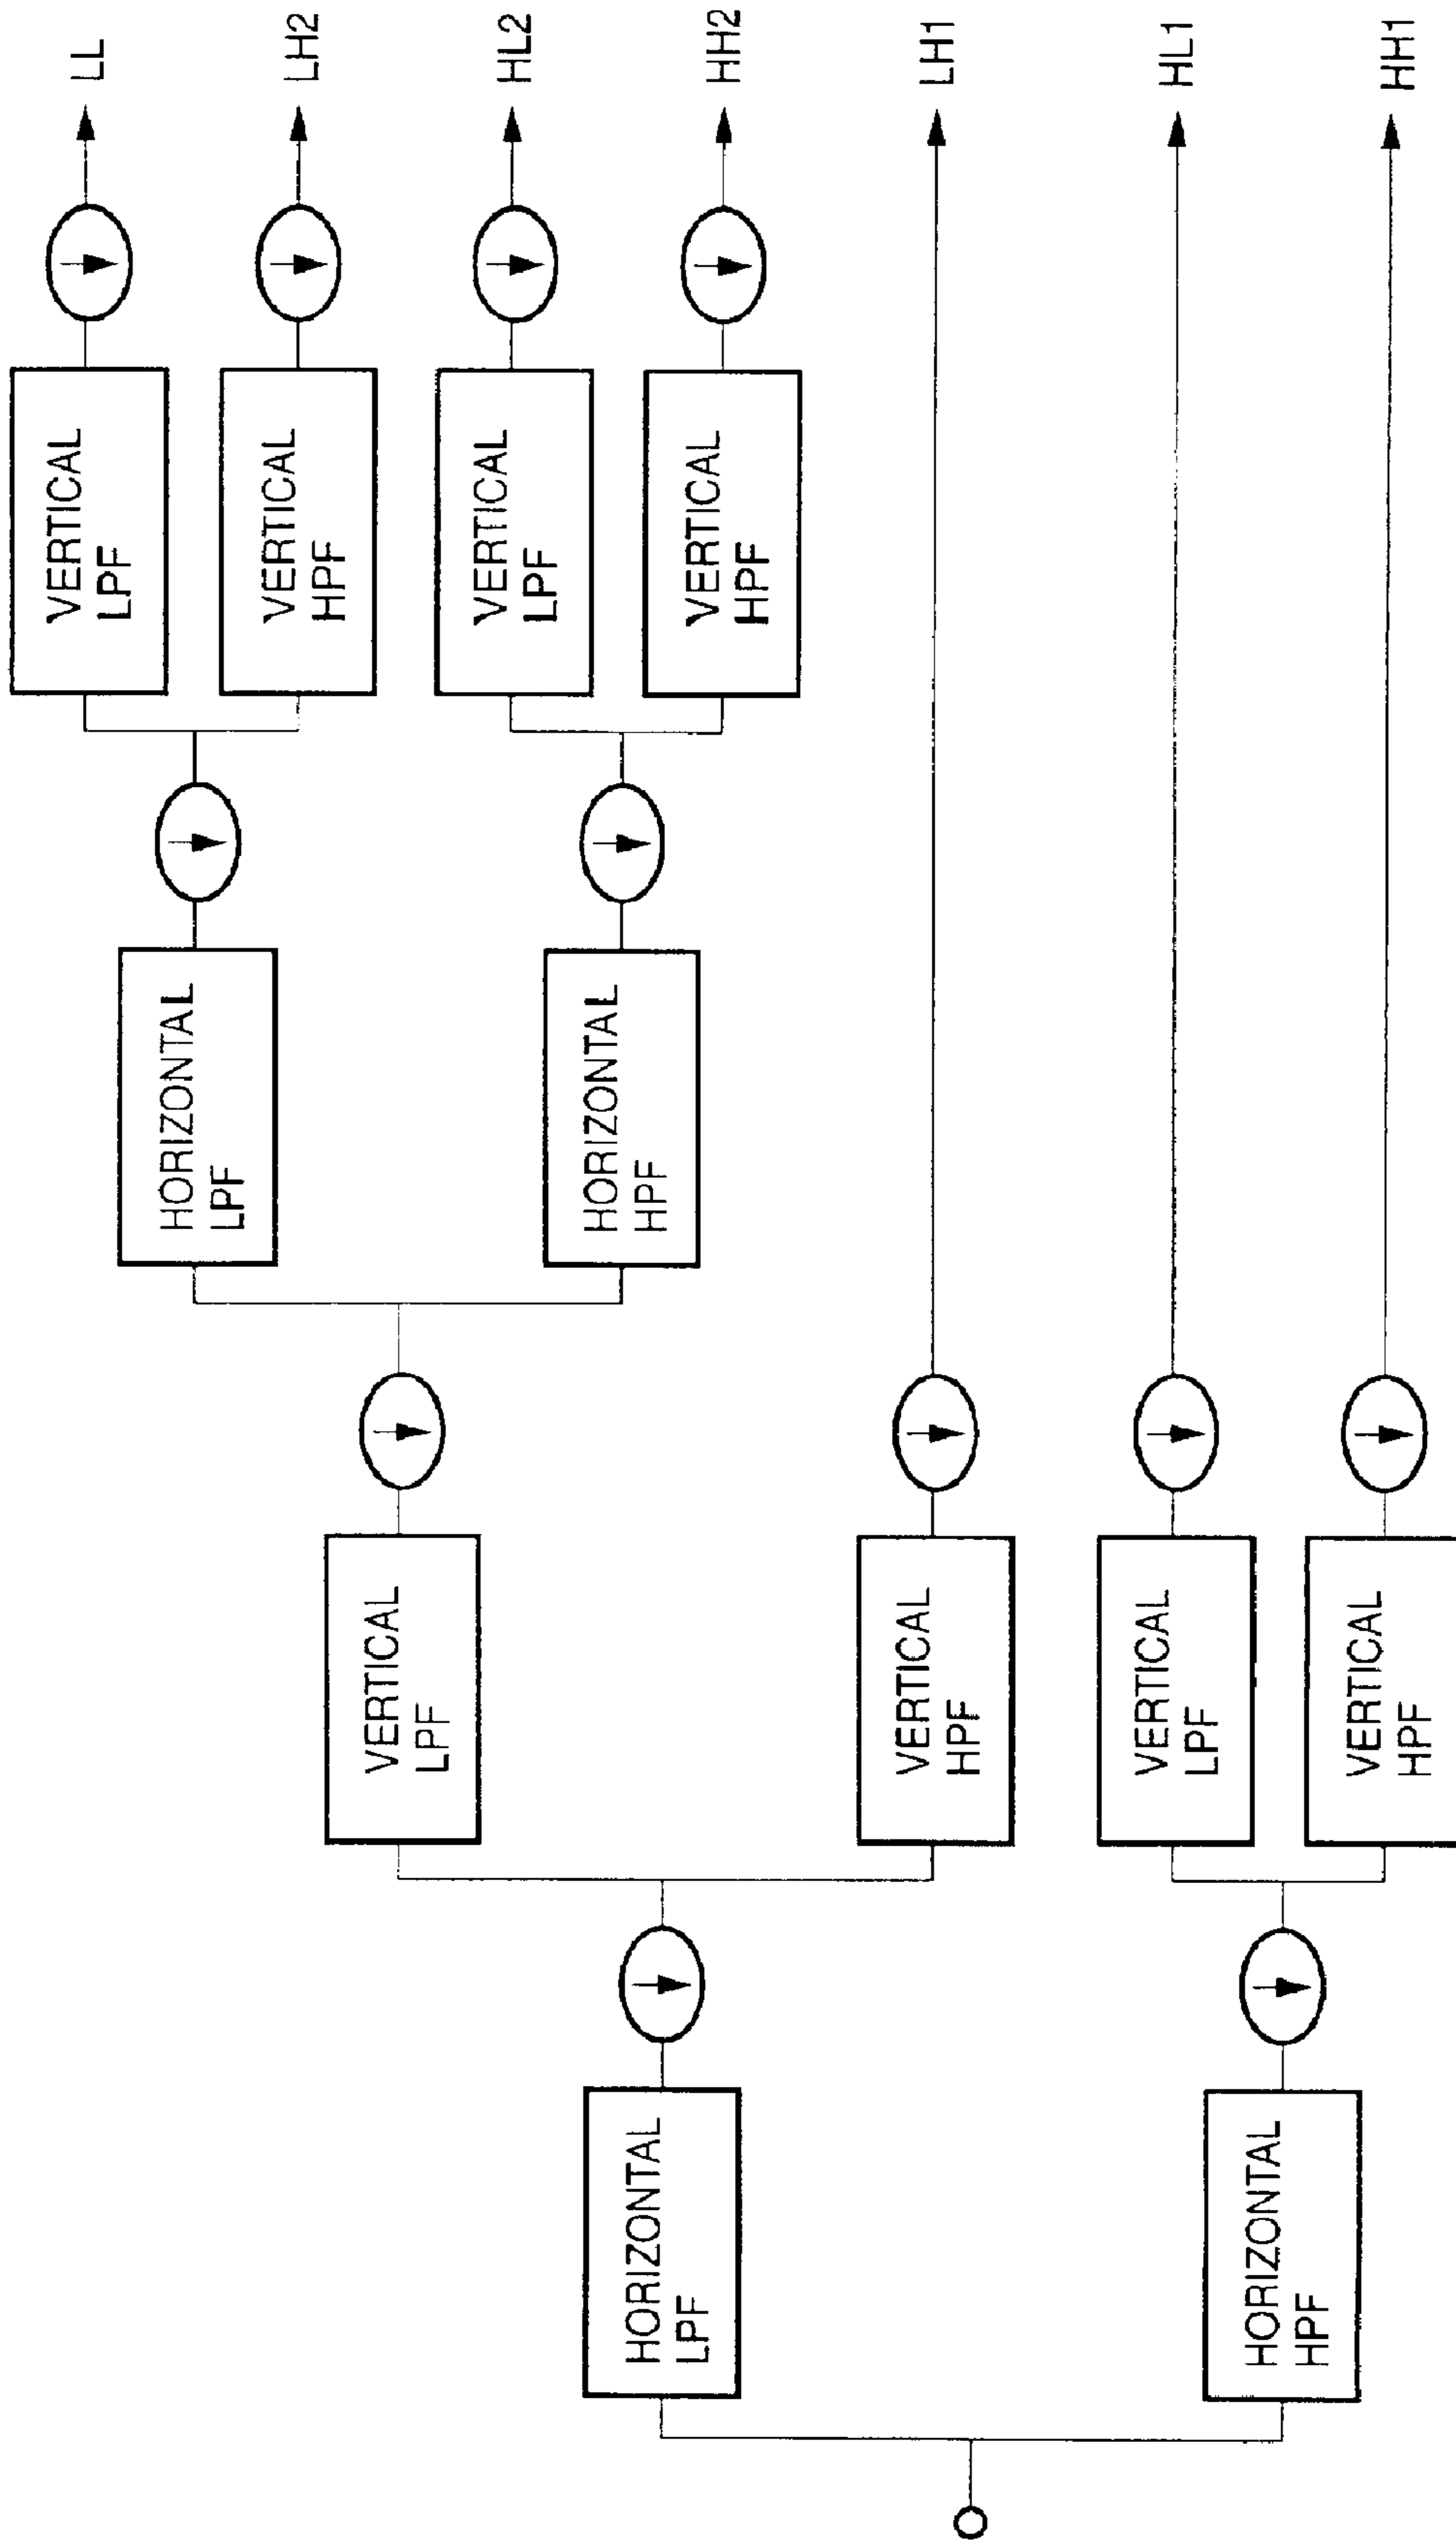 HORIZONTAL
LPF
HORIZONTAL
HPF
VERTICAL
LPF
VERTICAL
HPF
VERTICAL
LPF
VERTICAL
HPF
HORIZONTAL
LPF
HORIZONTAL
HPF
VERTICAL
LPF
VERTICAL
HPF
VERTICAL
LPF
VERTICAL
HPF
LL
LH2
HL2
HH2
LH1
HL1
HH1